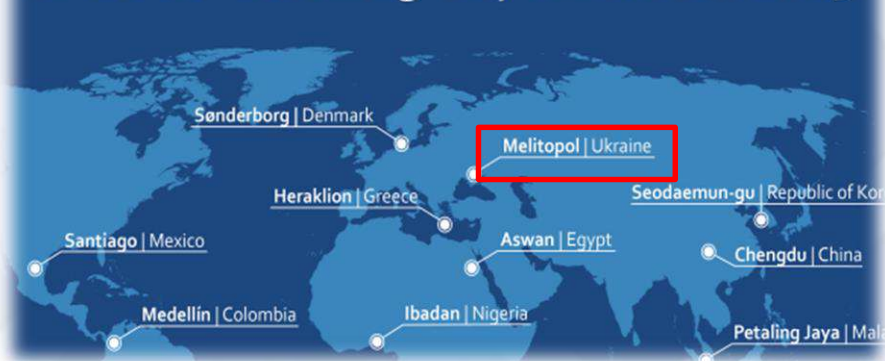 Sønderborg | Denmark
Melitopol | Ukraine
Heraklion | Greece
Seodaemun-gu | Republic of Kor
Santiago | Mexico
Aswan | Egypt
Chengdu | China
Medellín | Colombia
Ibadan | Nigeria
Petaling Jaya | Mala